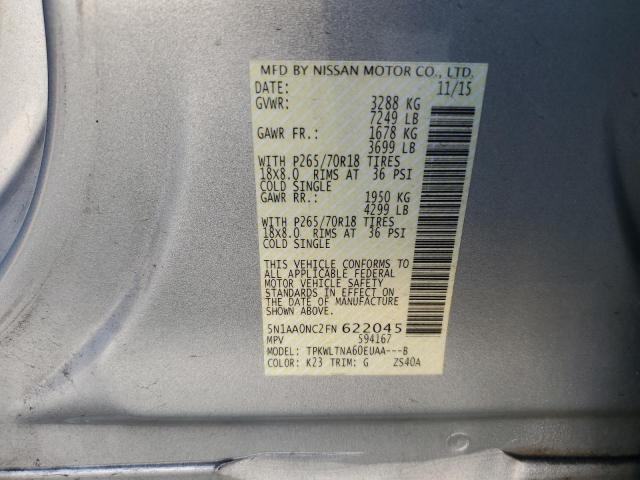 MFD BY NISSAN MOTOR CO., LTD.
DATE: 11/15
GVWR: 3288 KG
7249 LB
GAWR FR.: 1678 KG
3699 LB
WITH P265/70R18 TIRES
18X8.0 RIMS AT 36 PSI
COLD SINGLE
GAWR RR.: 1950 KG
4299 LB
WITH P265/70R18 TIRES
18X8.0 RIMS AT 36 PSI
COLD SINGLE
THIS VEHICLE CONFORMS TO
ALL APPLICABLE FEDERAL
MOTOR VEHICLE SAFETY
STANDARDS IN EFFECT ON
THE DATE OF MANUFACTURE
SHOWN ABOVE.
5N1AA0NC2FN 622045
MPV 594167
MODEL: TPKWLTNA60EUAA---B
COLOR: K23 TRIM: G ZS40A